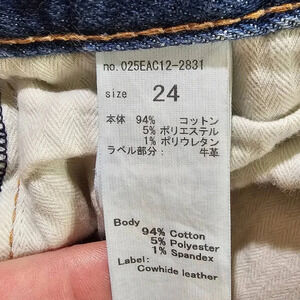 no. 025EAC12-2831
size 24
本体 94% コットン
5% ポリエステル
1% ポリウレタン
ラベル部分： 牛革
Body
94% Cotton
5% Polyester
1% Spandex
Label:
Cowhide leather